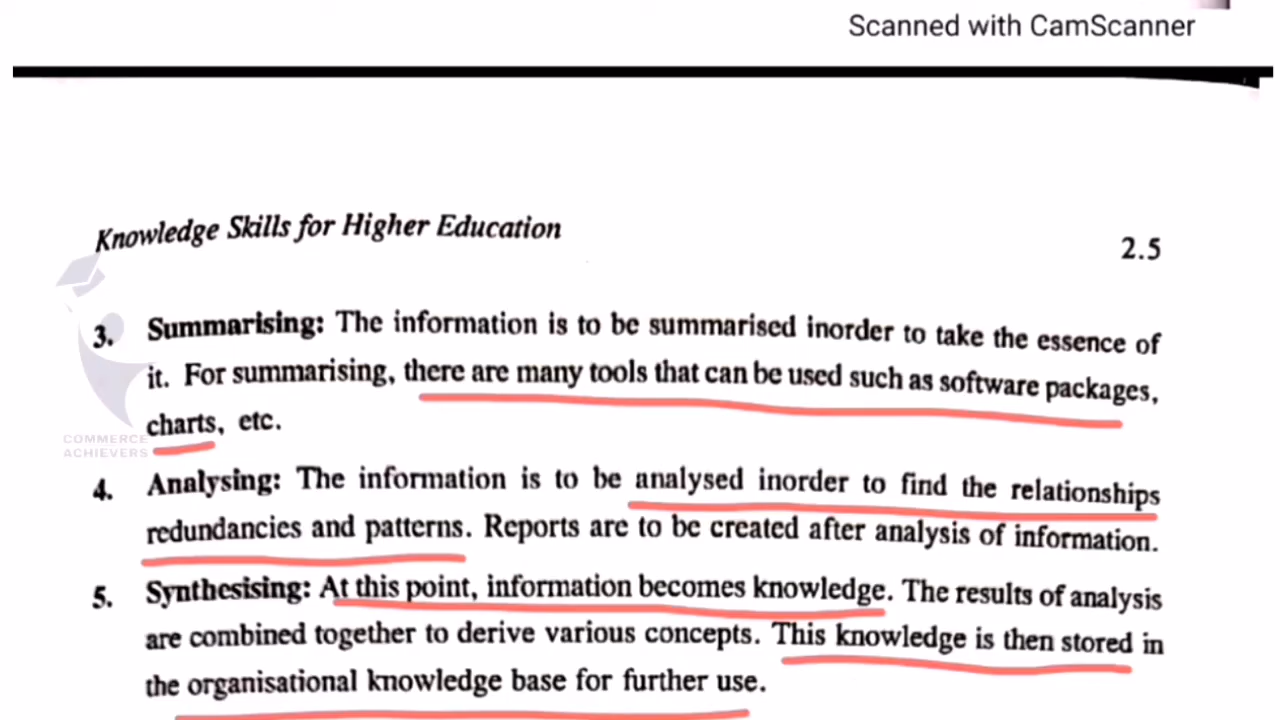 Scanned with CamScanner
Knowledge Skills for Higher Education
2.5
3. Summarising: The information is to be summarised inorder to take the essence of
it. For summarising, there are many tools that can be used such as software packages,
charts, etc.
COMMERCE
ACHIEVERS
4. Analysing: The information is to be analysed inorder to find the relationships
redundancies and patterns. Reports are to be created after analysis of information.
5. Synthesising: At this point, information becomes knowledge. The results of analysis
are combined together to derive various concepts. This knowledge is then stored in
the organisational knowledge base for further use.